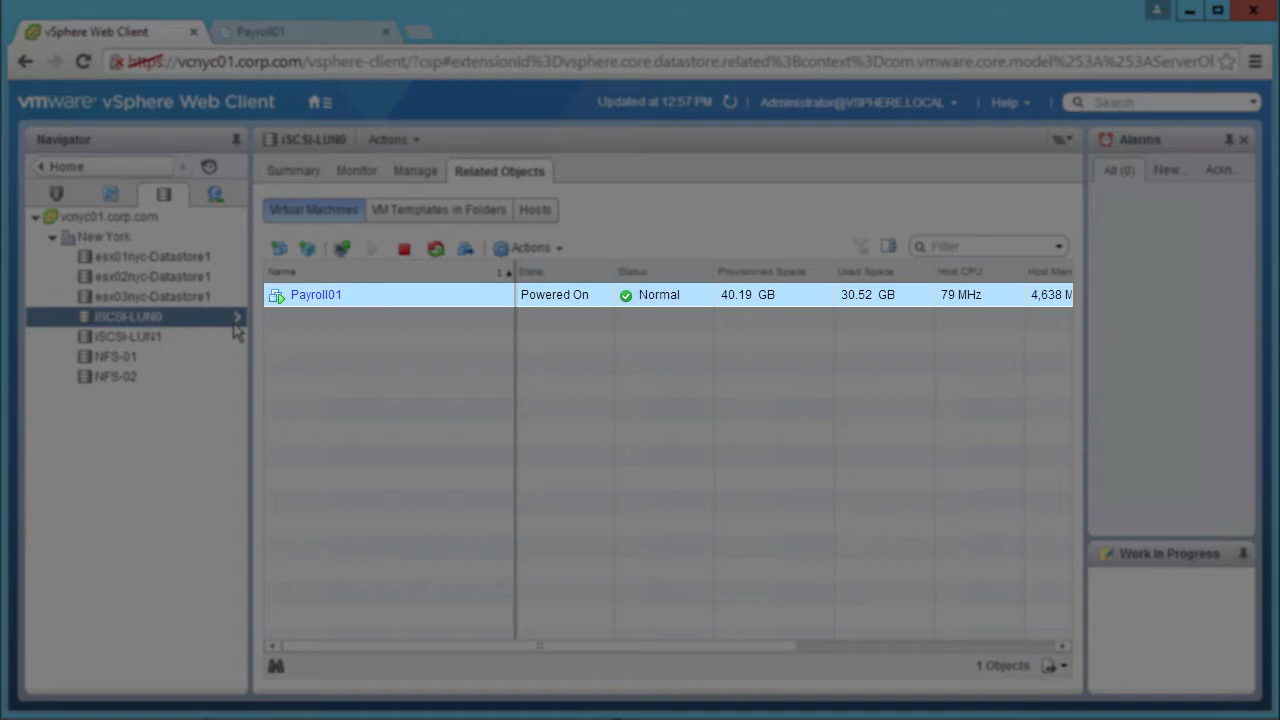 vSphere Web Client
Payroll01
https://vcnyc01.corp.com/vsphere-client/?csp#extensionId%3Dvsphere.core.datastore.related%3Bcontext%3Dcom.vmware.core.model%253A%253AServerOb
vmware® vSphere Web Client
Updated at 12:57 PM
Administrator@VSPHERE.LOCAL
Help
Search
Navigator
iSCSI-LUN0
Actions
Alarms
Home
Summary
Monitor
Manage
Related Objects
All (0)
New...
Ackn...
Virtual Machines
VM Templates in Folders
Hosts
vcnyc01.corp.com
New York
esx01nyc-Datastore1
esx02nyc-Datastore1
esx03nyc-Datastore1
iSCSI-LUN0
iSCSI-LUN1
NFS-01
NFS-02
Actions
Filter
Name 1 State Status Provisioned Space Used Space Host CPU Host Mem
Payroll01 Powered On Normal 40.19 GB 30.52 GB 79 MHz 4,638 M
1 Objects
Work In Progress